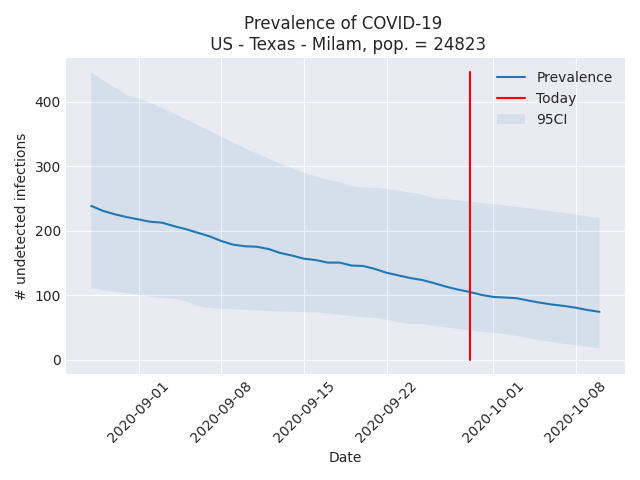 Prevalence of COVID-19
US - Texas - Milam, pop. = 24823
Prevalence
Today
95CI
# undetected infections
400
300
200
100
0
2020-09-01
2020-09-08
2020-09-15
2020-09-22
2020-10-01
2020-10-08
Date